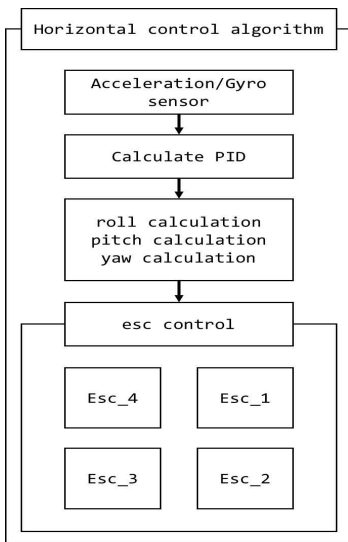 Horizontal control algorithm
Acceleration/Gyro
sensor
Calculate PID
roll calculation
pitch calculation
yaw calculation
esc control
Esc_4
Esc_1
Esc_3
Esc_2